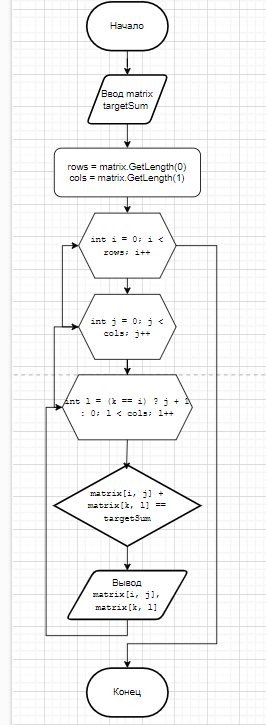 Начало
Ввод matrix
targetSum
rows = matrix.GetLength(0)
cols = matrix.GetLength(1)
int i = 0; i <
rows; i++
int j = 0; j <
cols; j++
int l = (k == i) ? j + 1
: 0; l < cols; l++
matrix[i, j] +
matrix[k, l] ==
targetSum
Вывод
matrix[i, j],
matrix[k, l]
Конец